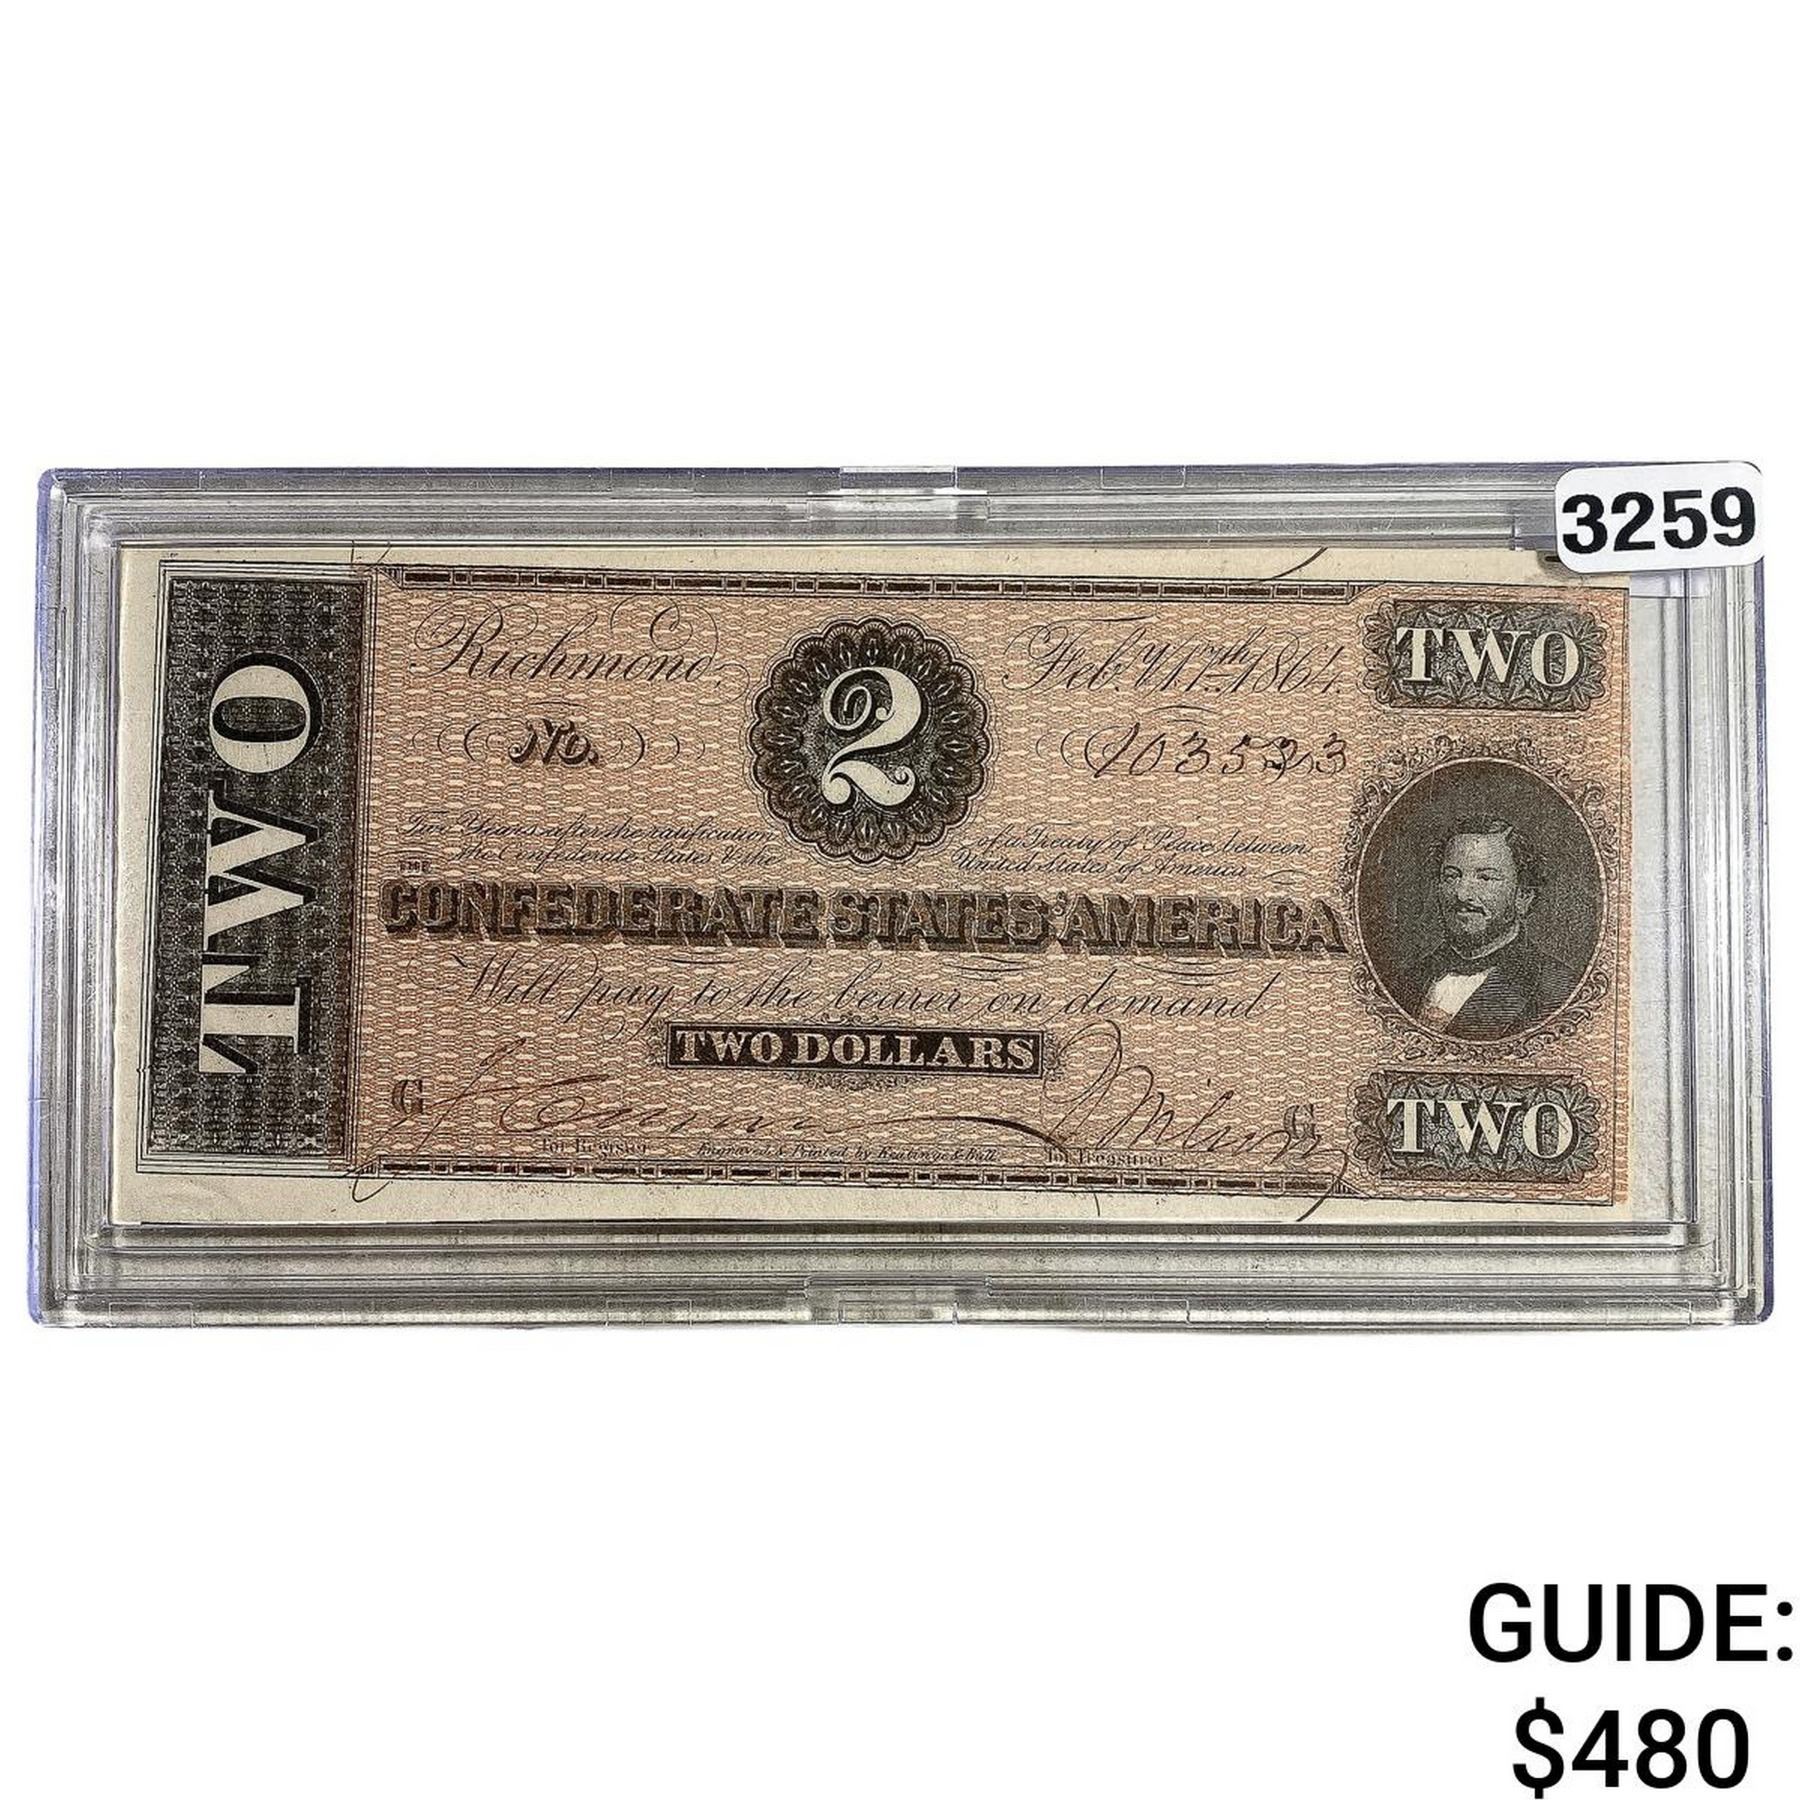 3259
TWO
Richmond,
2
Feb.y 17th 1864.
TWO
No.
103523
Two Years after the ratification of a Treaty of Peace between
the Confederate States & the United States of America
THE
CONFEDERATE STATES OF AMERICA
Will pay to the bearer on demand
TWO DOLLARS
G
G
TWO
for Register
Engraved & Printed by Keatinge & Ball
for Treasurer
GUIDE:
$480